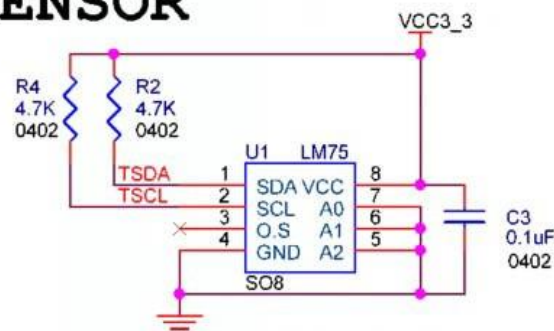 ENSOR
VCC3_3
R4
4.7K
0402
R2
4.7K
0402
U1 LM75
TSDA 1
TSCL 2
3
4
SDA VCC
SCL A0
O.S A1
GND A2
8
7
6
5
SO8
C3
0.1uF
0402